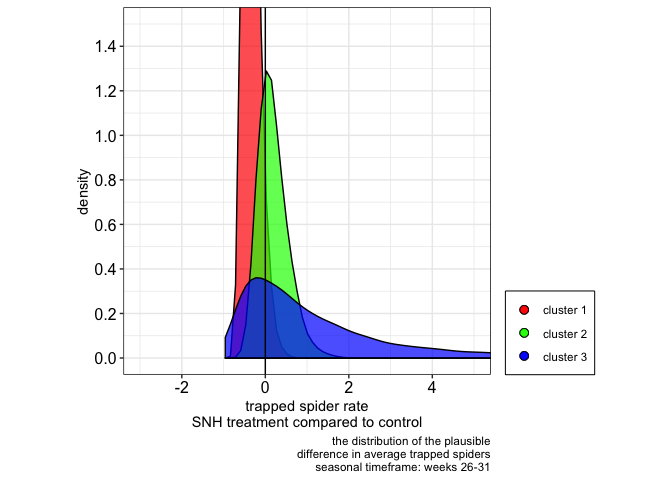 1.4
1.2
1.0
0.8
0.6
0.4
0.2
0.0
density
-2 0 2 4
trapped spider rate
SNH treatment compared to control
the distribution of the plausible
difference in average trapped spiders
seasonal timeframe: weeks 26-31
cluster 1
cluster 2
cluster 3